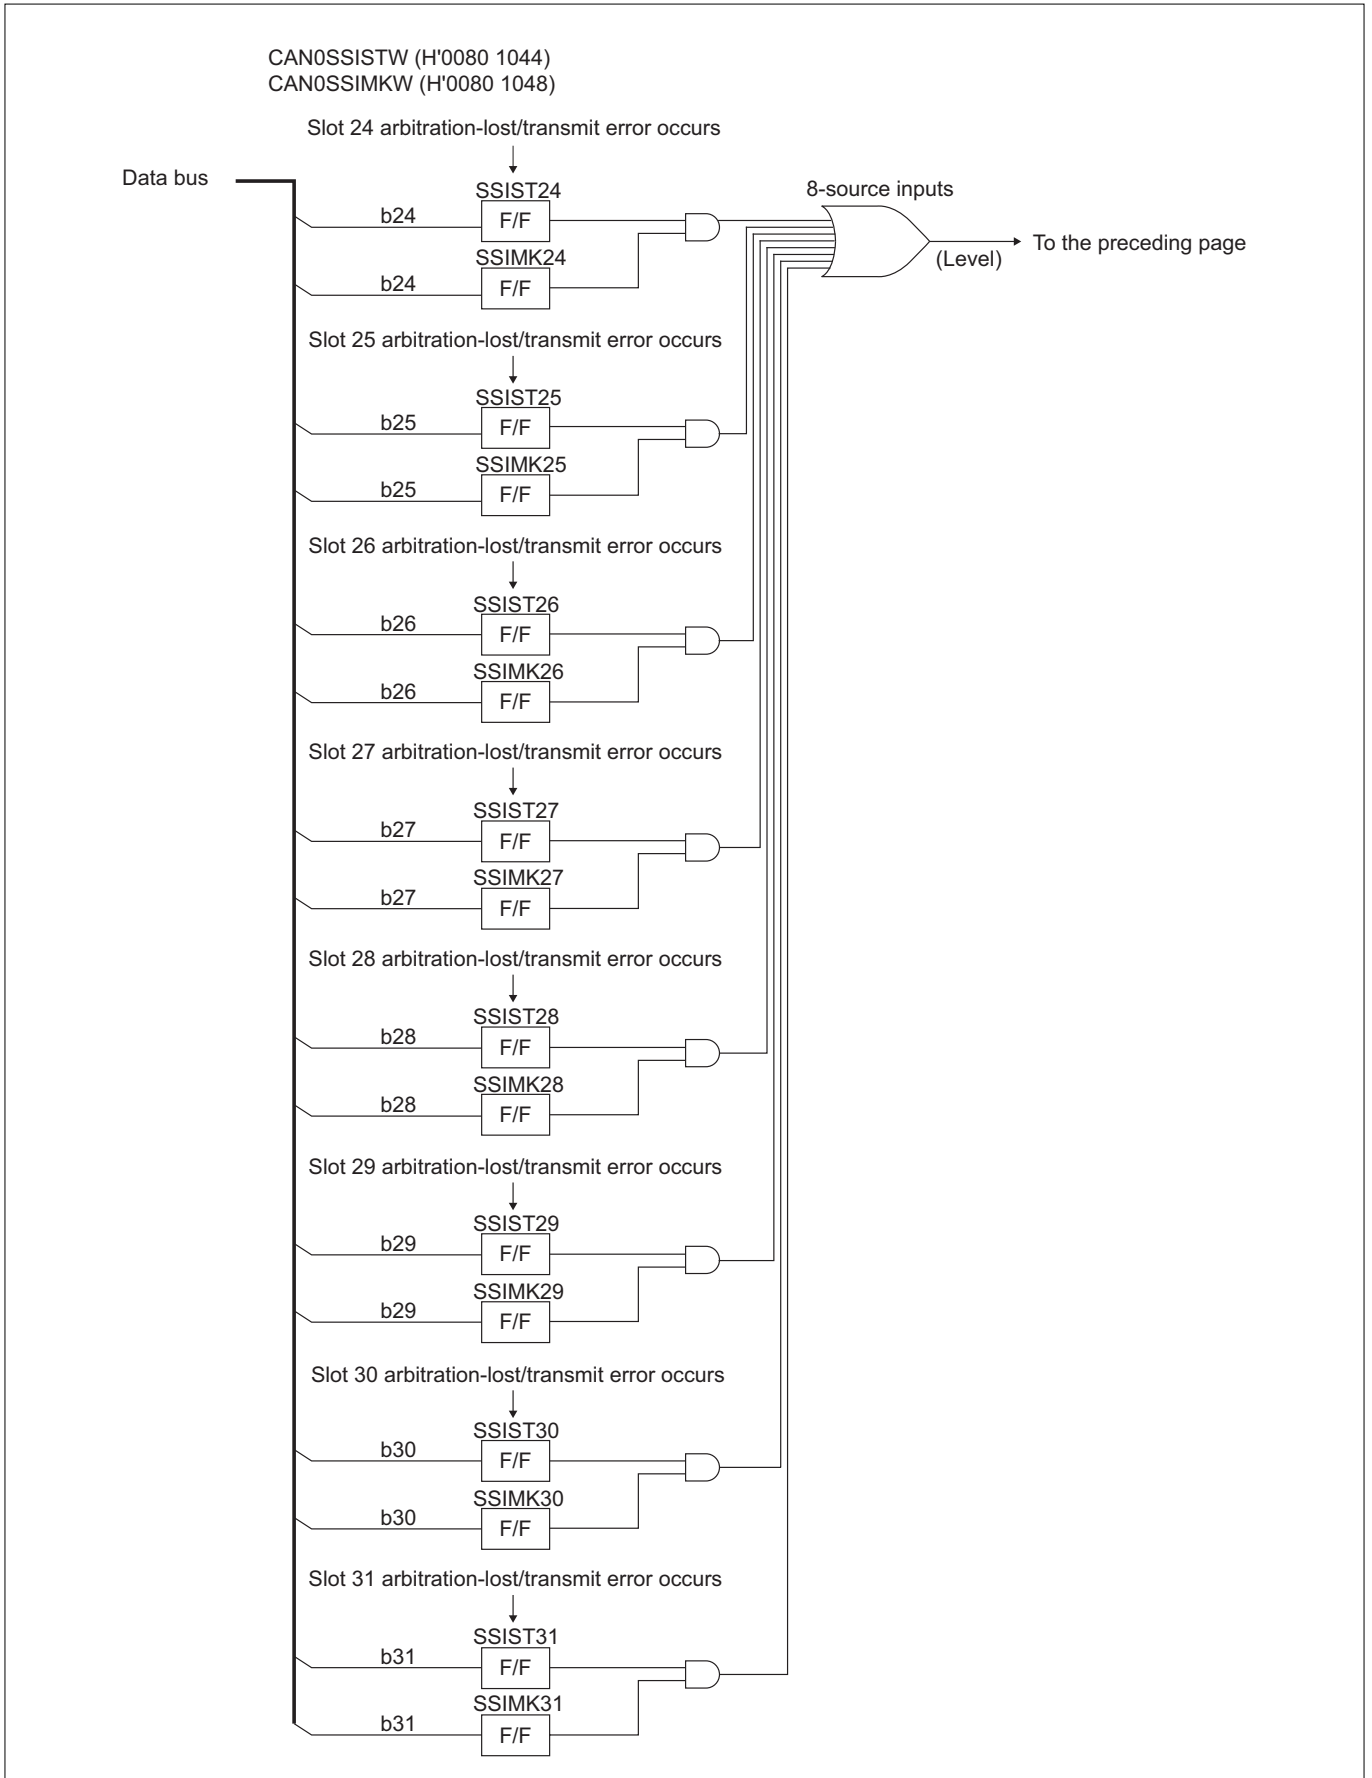 CAN0SSISTW (H'0080 1044)
CAN0SSIMKW (H'0080 1048)
Slot 24 arbitration-lost/transmit error occurs
Data bus
SSIST24
8-source inputs
b24
F/F
To the preceding page
(Level)
SSIMK24
b24
F/F
Slot 25 arbitration-lost/transmit error occurs
SSIST25
b25
F/F
SSIMK25
b25
F/F
Slot 26 arbitration-lost/transmit error occurs
SSIST26
b26
F/F
SSIMK26
b26
F/F
Slot 27 arbitration-lost/transmit error occurs
SSIST27
b27
F/F
SSIMK27
b27
F/F
Slot 28 arbitration-lost/transmit error occurs
SSIST28
b28
F/F
SSIMK28
b28
F/F
Slot 29 arbitration-lost/transmit error occurs
SSIST29
b29
F/F
SSIMK29
b29
F/F
Slot 30 arbitration-lost/transmit error occurs
SSIST30
b30
F/F
SSIMK30
b30
F/F
Slot 31 arbitration-lost/transmit error occurs
SSIST31
b31
F/F
SSIMK31
b31
F/F